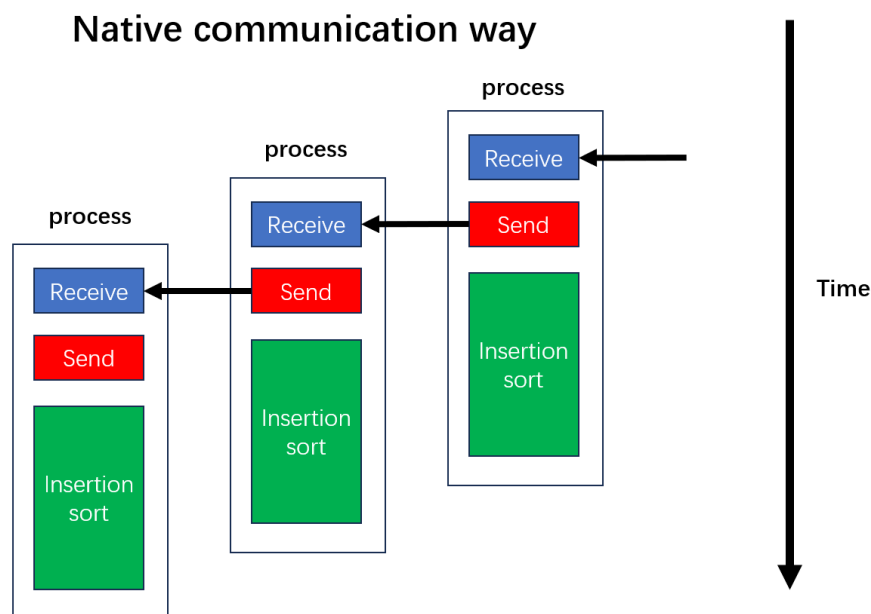 Native communication way
process
Receive
Send
Insertion
sort
process
Receive
Send
Insertion
sort
process
Receive
Send
Insertion
sort
Time